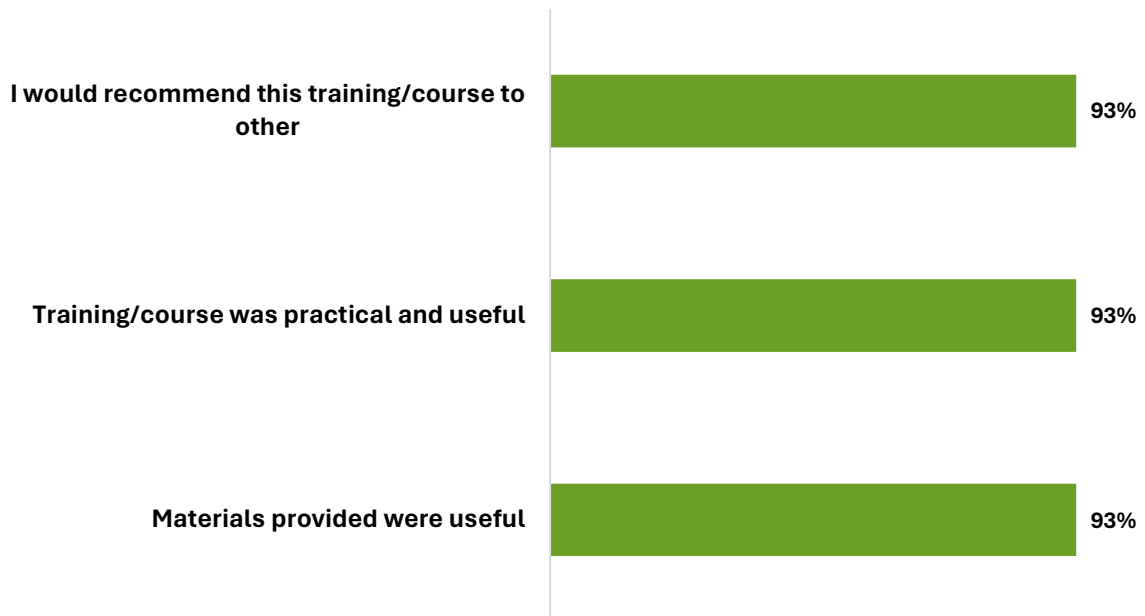 I would recommend this training/course to
other
93%
Training/course was practical and useful
93%
Materials provided were useful
93%